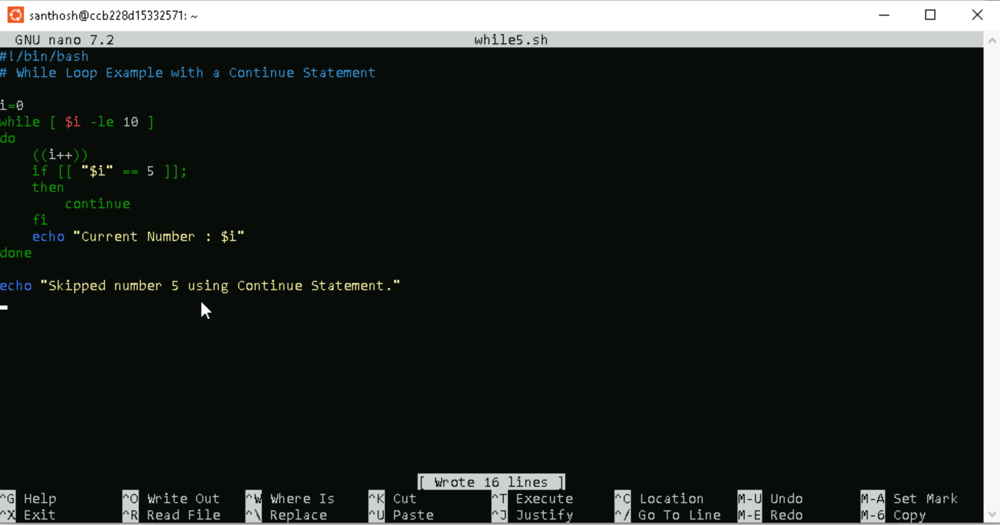 santhosh@ccb228d15332571: ~
GNU nano 7.2 while5.sh
#!/bin/bash
# While Loop Example with a Continue Statement
i=0
while [ $i -le 10 ]
do
((i++))
if [[ "$i" == 5 ]];
then
continue
fi
echo "Current Number : $i"
done
echo "Skipped number 5 using Continue Statement."
[ Wrote 16 lines ]
^G Help ^O Write Out ^W Where Is ^K Cut ^T Execute ^C Location M-U Undo M-A Set Mark
^X Exit ^R Read File ^\ Replace ^U Paste ^J Justify ^/ Go To Line M-E Redo M-6 Copy